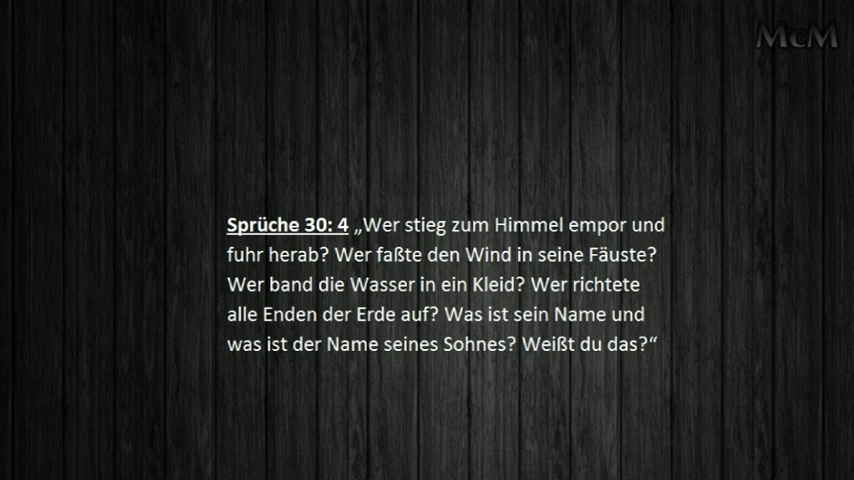 McM
Sprüche 30: 4 „Wer stieg zum Himmel empor und
fuhr herab? Wer faßte den Wind in seine Fäuste?
Wer band die Wasser in ein Kleid? Wer richtete
alle Enden der Erde auf? Was ist sein Name und
was ist der Name seines Sohnes? Weißt du das?“